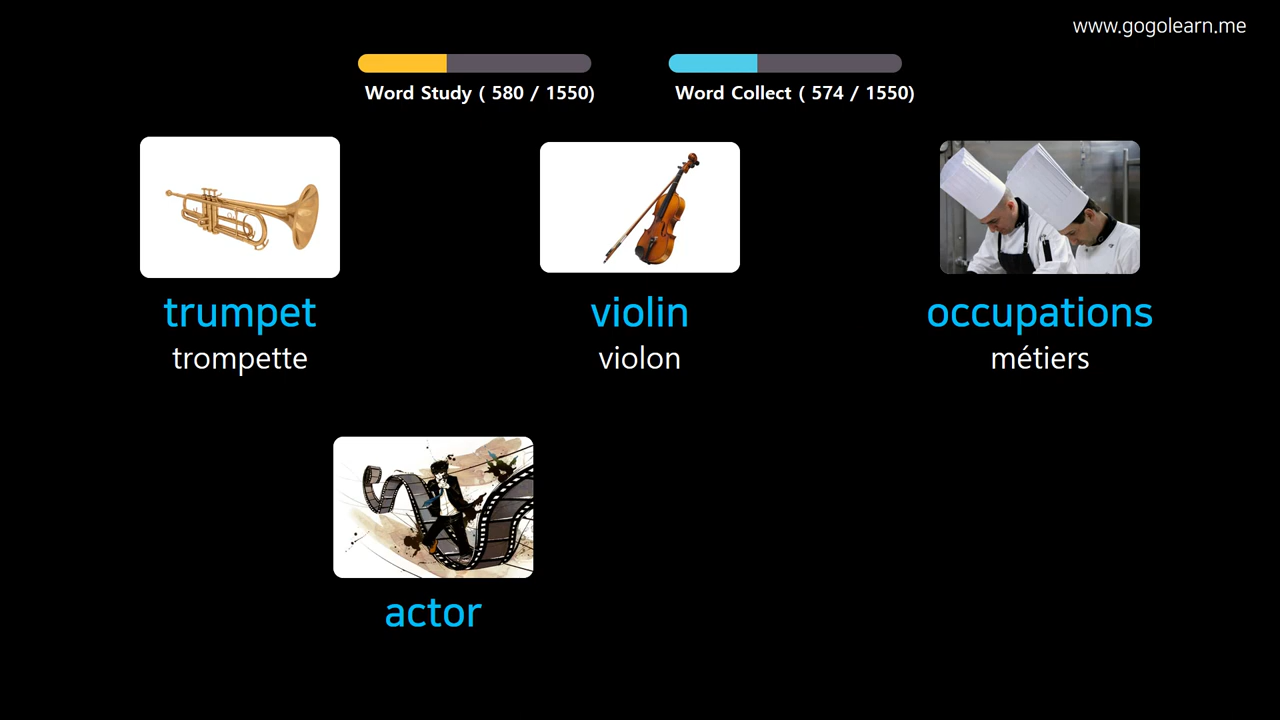 www.gogolearn.me
Word Study ( 580 / 1550)
Word Collect ( 574 / 1550)
trumpet
trompette
violin
violon
occupations
métiers
actor